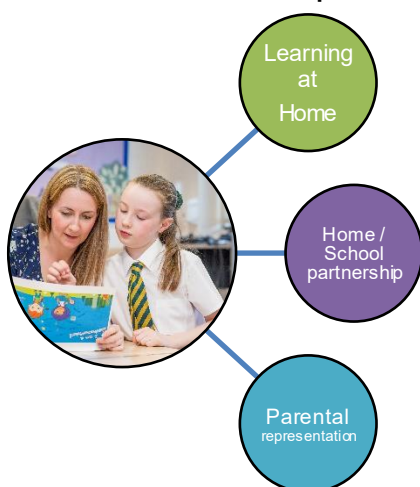 Learning
at
Home
Home /
School
partnership
Parental
representation